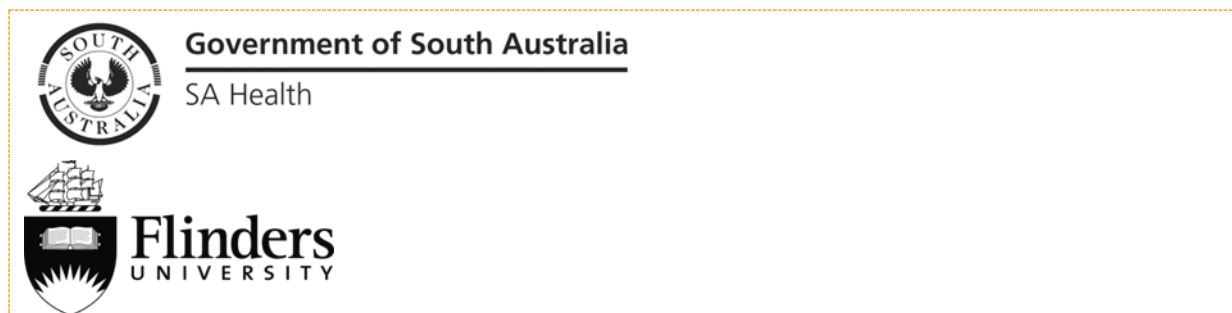 SOUTH
AUSTRALIA
Government of South Australia
SA Health
Flinders
UNIVERSITY